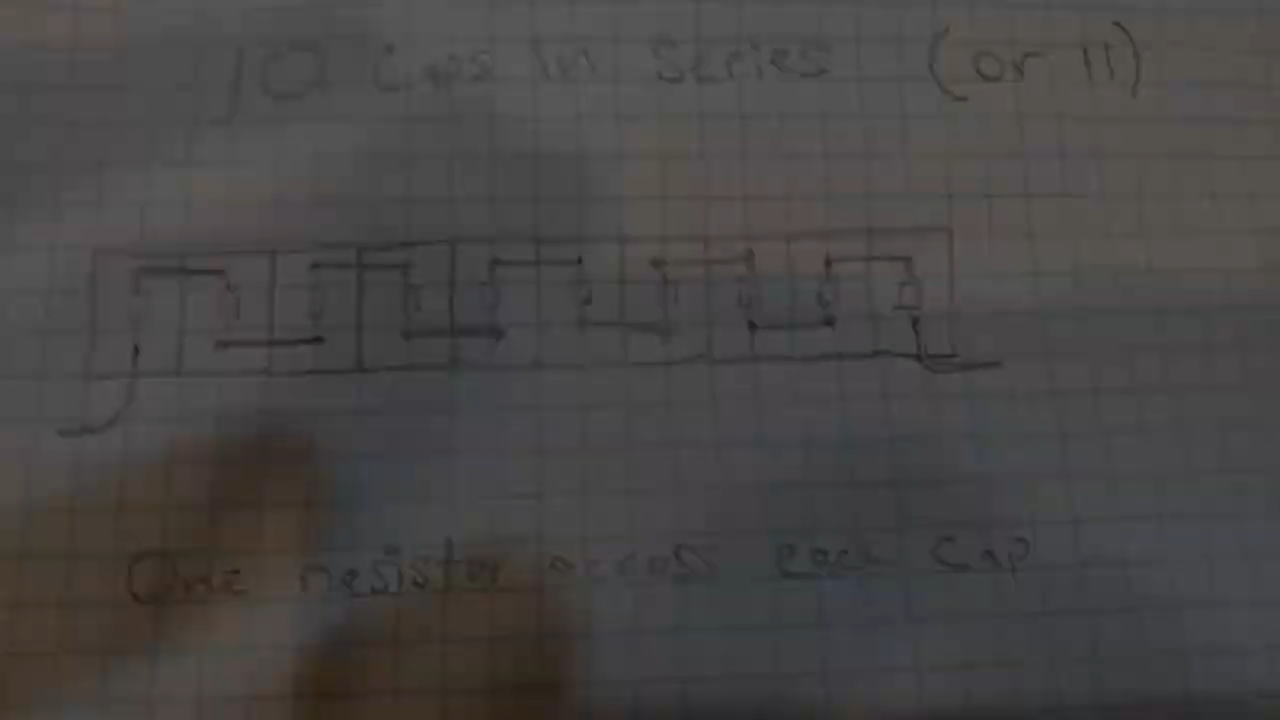 10 Caps in Series (or 11)
One resistor across each Cap